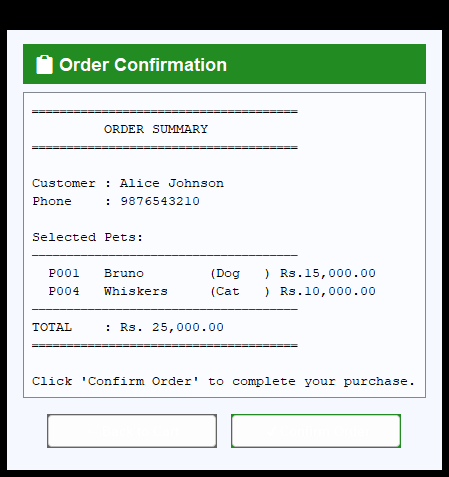 Order Confirmation
======================================
ORDER SUMMARY
======================================
Customer : Alice Johnson
Phone    : 9876543210
Selected Pets:
--------------------------------------
P001   Bruno        (Dog   ) Rs.15,000.00
P004   Whiskers     (Cat   ) Rs.10,000.00
--------------------------------------
TOTAL    : Rs. 25,000.00
======================================
Click 'Confirm Order' to complete your purchase.